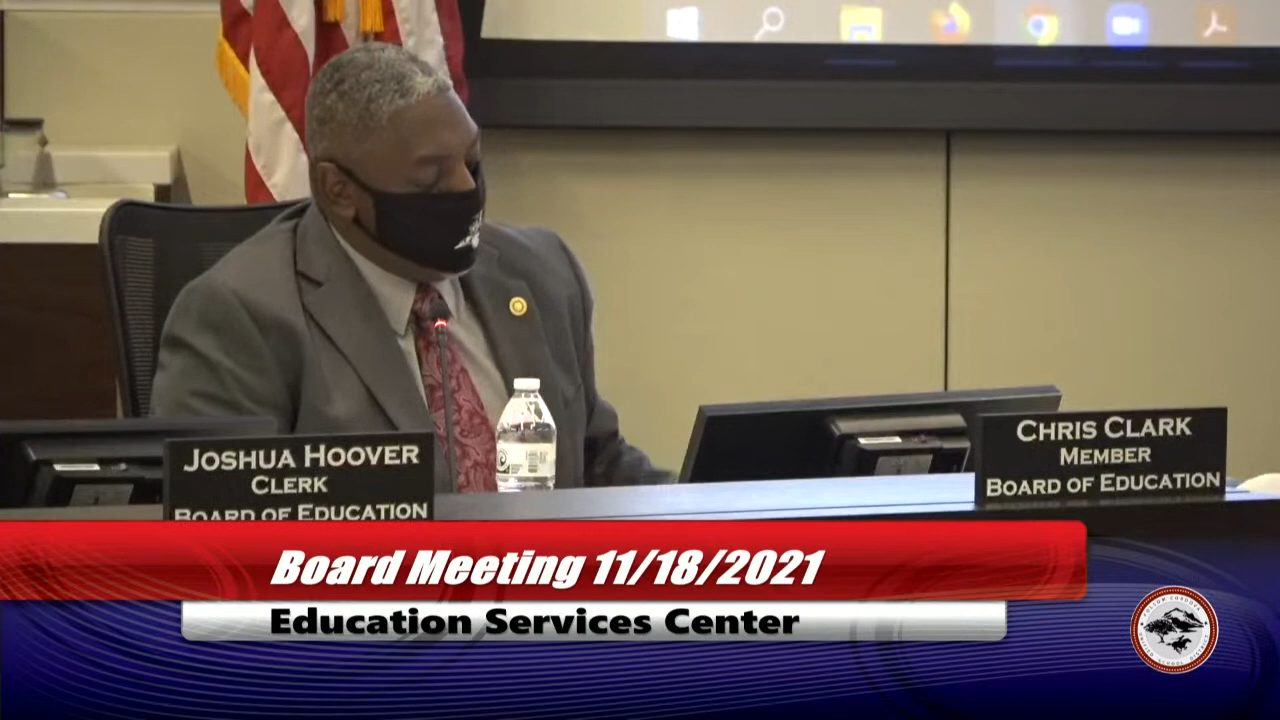 JOSHUA HOOVER
CLERK
BOARD OF EDUCATION
CHRIS CLARK
MEMBER
BOARD OF EDUCATION
Board Meeting 11/18/2021
Education Services Center